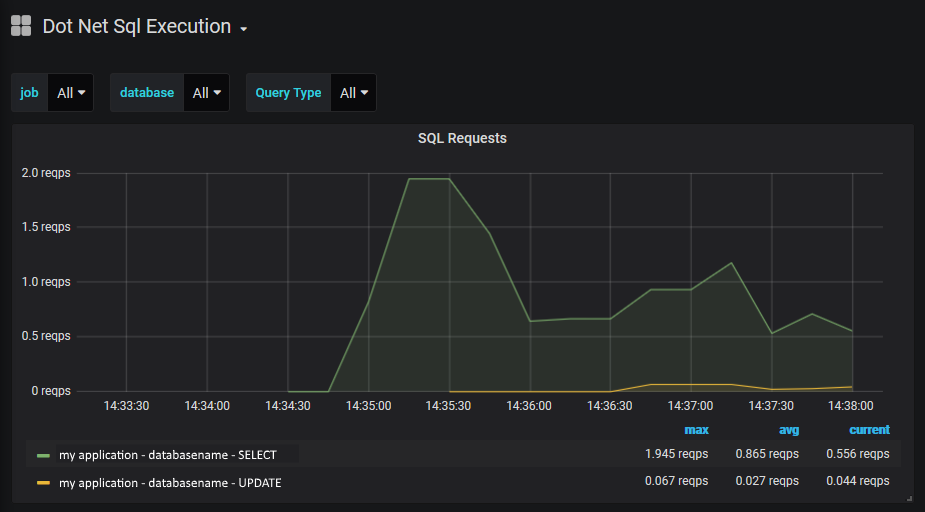 Dot Net Sql Execution
job All database All Query Type All
SQL Requests
2.0 reqps
1.5 reqps
1.0 reqps
0.5 reqps
0 reqps
14:33:30 14:34:00 14:34:30 14:35:00 14:35:30 14:36:00 14:36:30 14:37:00 14:37:30 14:38:00
max avg current
my application - databasename - SELECT 1.945 reqps 0.865 reqps 0.556 reqps
my application - databasename - UPDATE 0.067 reqps 0.027 reqps 0.044 reqps